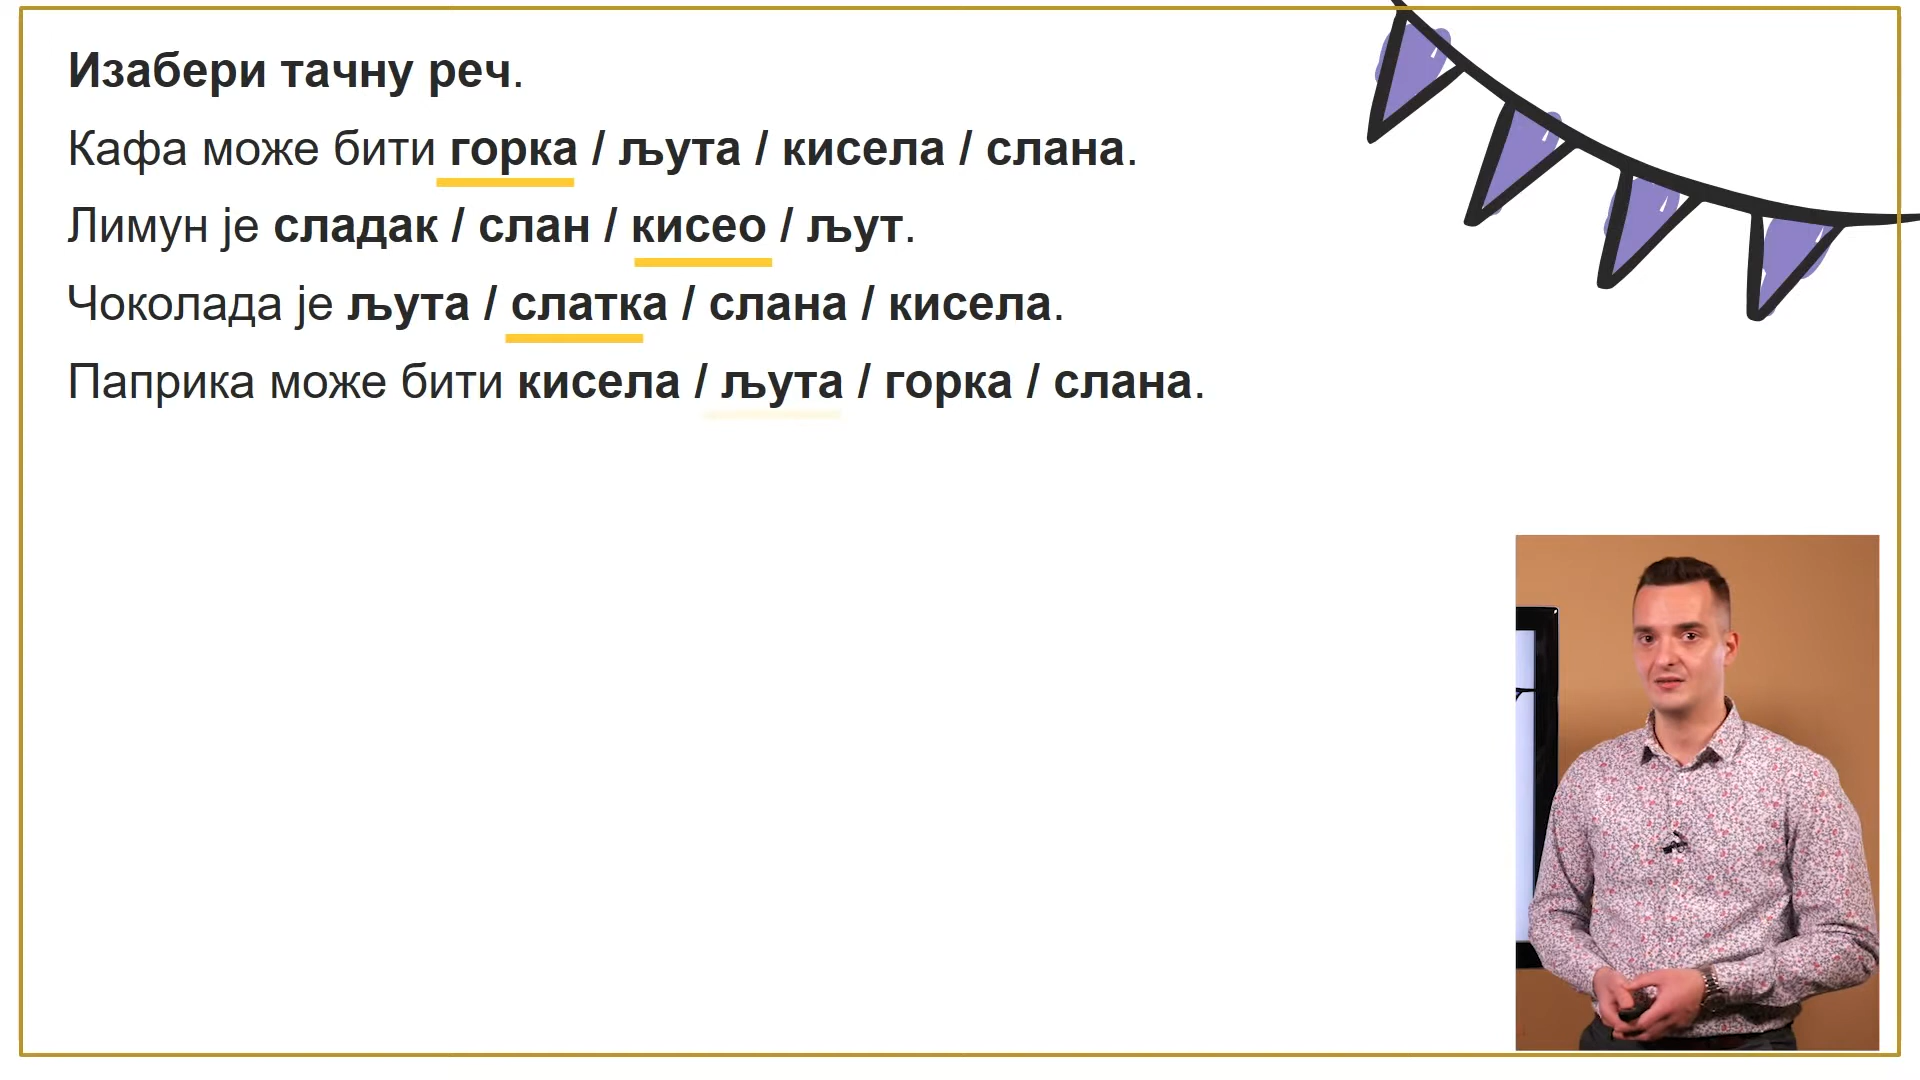 Изабери тачну реч.
Кафа може бити горка / љута / кисела / слана.
Лимун је сладак / слан / кисео / љут.
Чоколада је љута / слатка / слана / кисела.
Паприка може бити кисела / љута / горка / слана.